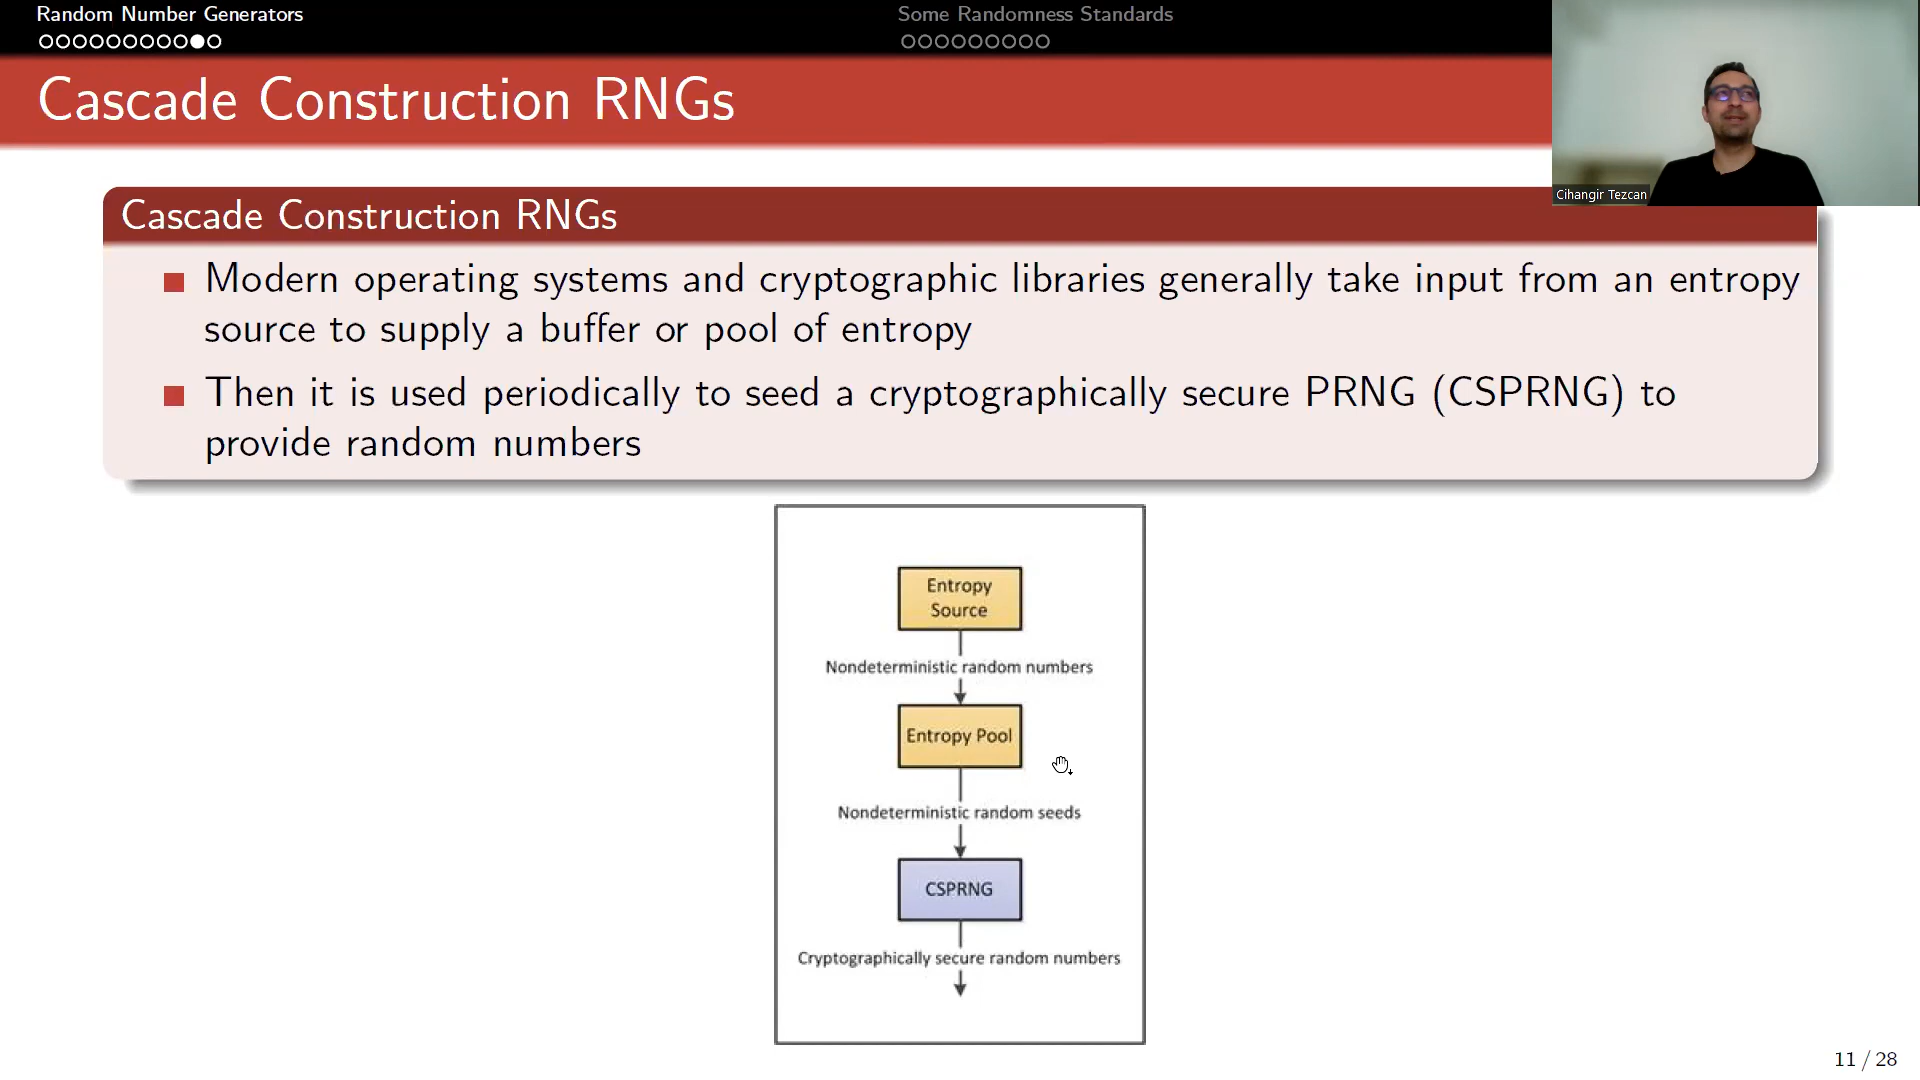 Random Number Generators
Some Randomness Standards
Cascade Construction RNGs
Cihangir Tezcan
Cascade Construction RNGs
Modern operating systems and cryptographic libraries generally take input from an entropy
source to supply a buffer or pool of entropy
Then it is used periodically to seed a cryptographically secure PRNG (CSPRNG) to
provide random numbers
Entropy
Source
Nondeterministic random numbers
Entropy Pool
Nondeterministic random seeds
CSPRNG
Cryptographically secure random numbers
11 / 28